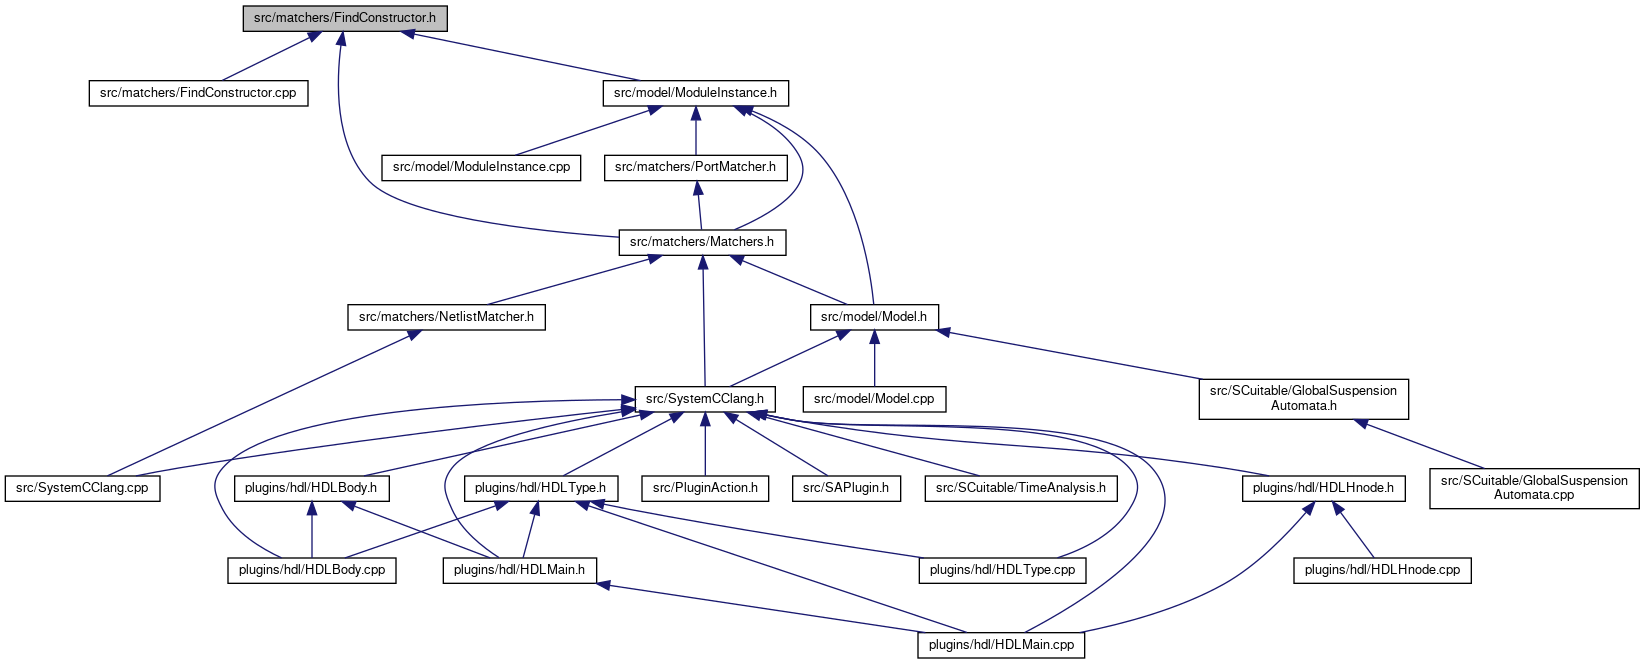 src/matchers/FindConstructor.h
src/matchers/FindConstructor.cpp
src/model/ModuleInstance.h
src/model/ModuleInstance.cpp
src/matchers/PortMatcher.h
src/matchers/Matchers.h
src/matchers/NetlistMatcher.h
src/model/Model.h
src/SystemCClang.h
src/model/Model.cpp
src/SCuitable/GlobalSuspension
Automata.h
src/SystemCClang.cpp
plugins/hdl/HDLBody.h
plugins/hdl/HDLType.h
src/PluginAction.h
src/SAPlugin.h
src/SCuitable/TimeAnalysis.h
plugins/hdl/HDLHnode.h
src/SCuitable/GlobalSuspension
Automata.cpp
plugins/hdl/HDLBody.cpp
plugins/hdl/HDLMain.h
plugins/hdl/HDLType.cpp
plugins/hdl/HDLHnode.cpp
plugins/hdl/HDLMain.cpp